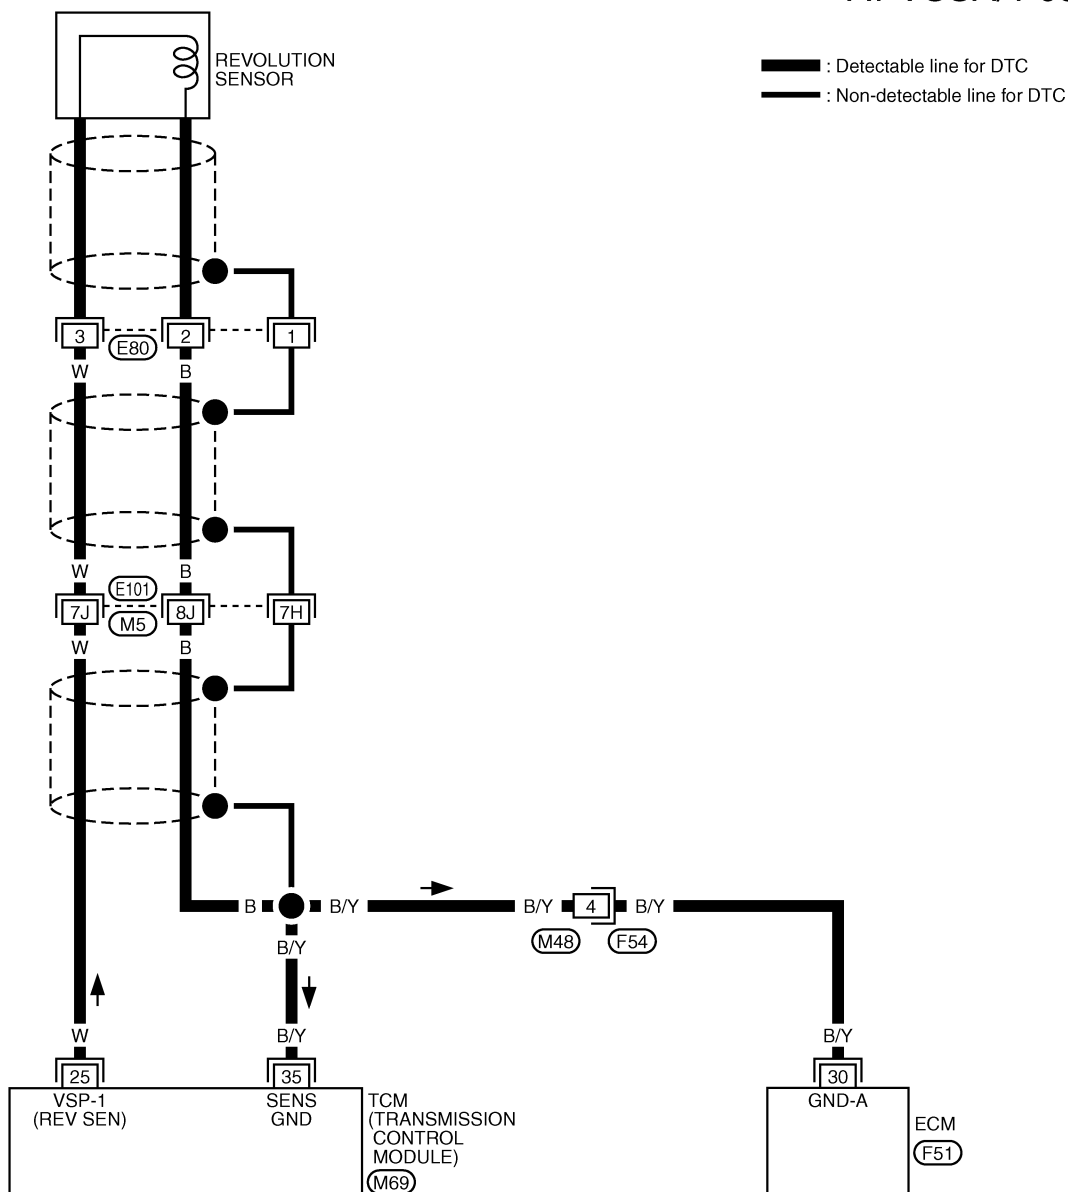 REVOLUTION
SENSOR
: Detectable line for DTC
: Non-detectable line for DTC
3
2
1
E80
W
B
W
B
E101
7J
8J
7H
M5
W
B
B
B/Y
B/Y
4
B/Y
M48
F54
B/Y
W
B/Y
B/Y
25
35
30
VSP-1
(REV SEN)
SENS
GND
TCM
(TRANSMISSION
CONTROL
MODULE)
M69
GND-A
ECM
F51